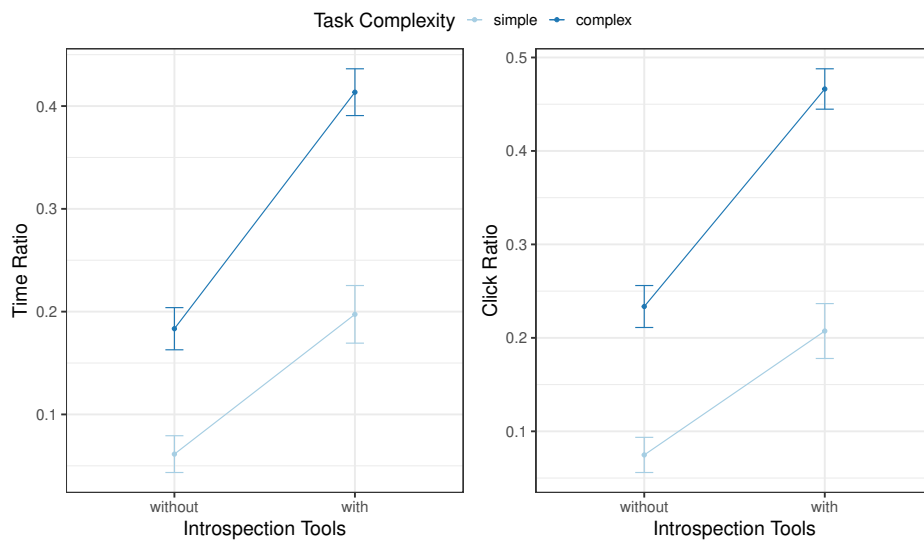 Task Complexity simple complex
Time Ratio
0.4
0.3
0.2
0.1
without with
Introspection Tools
Click Ratio
0.5
0.4
0.3
0.2
0.1
without with
Introspection Tools